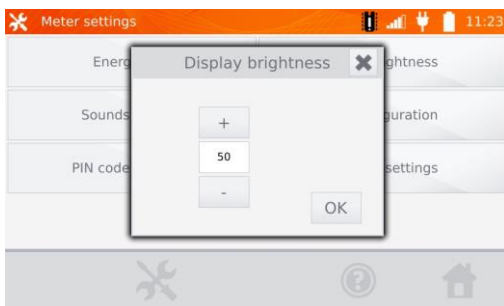 Meter settings 11:23
Energ Display brightness ghtness
Sounds + guration
50
PIN code - settings
OK